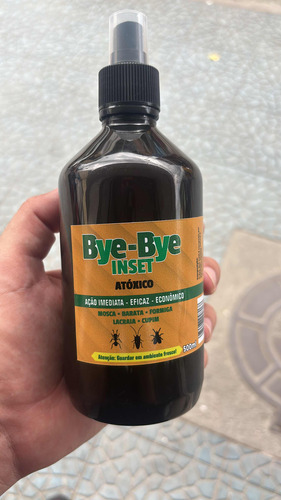 Bye-Bye
INSET
ATÓXICO
AÇÃO IMEDIATA - EFICAZ - ECONÔMICO
MOSCA • BARATA • FORMIGA
LACRAIA • CUPIM
Atenção: Guardar em ambiente fresco!
500ml